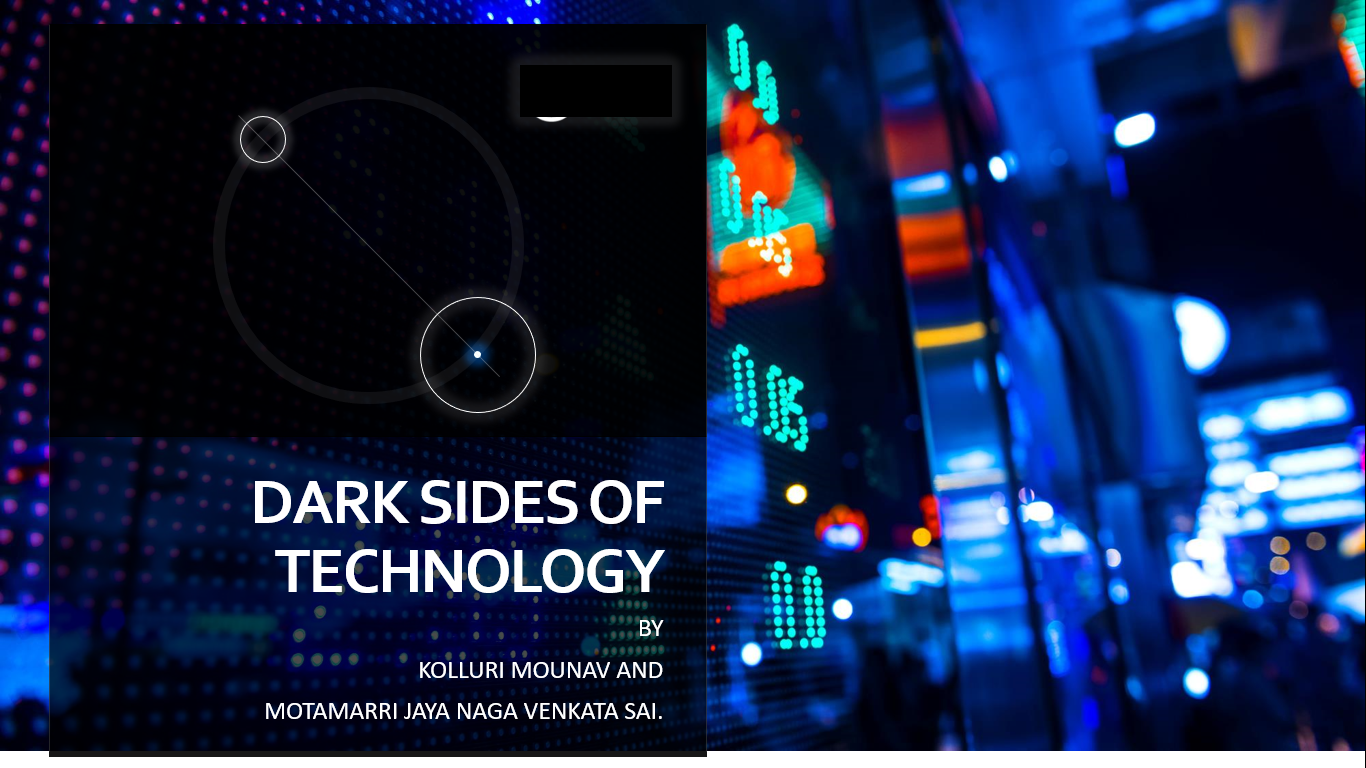 DARK SIDES OF
TECHNOLOGY
BY
KOLLURI MOUNAV AND
MOTAMARRI JAYA NAGA VENKATA SAI.